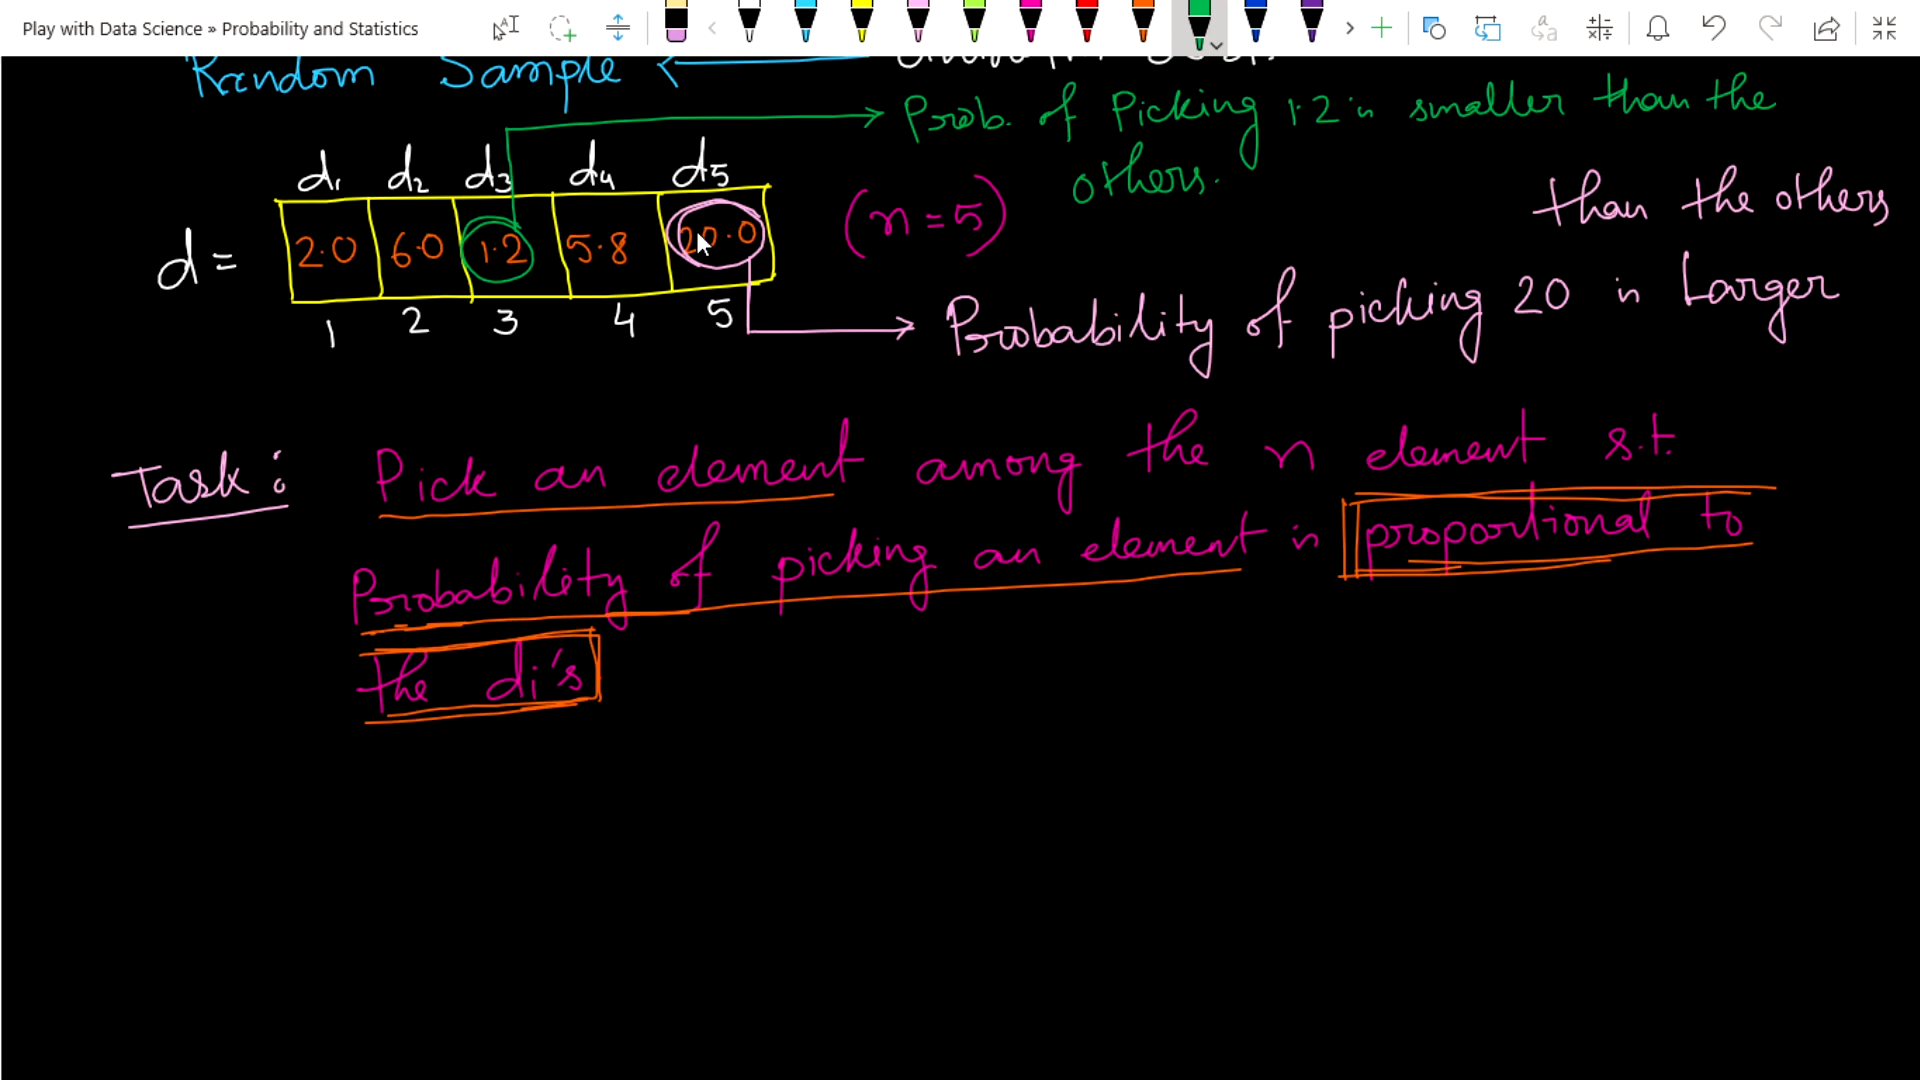 Play with Data Science » Probability and Statistics
Random Sample
Prob. of Picking 1.2 is smaller than the
others.
d1 d2 d3 d4 d5
d = 2.0 6.0 1.2 5.8 20.0 (n = 5)
1 2 3 4 5
Probability of picking 20 is Larger
than the others
Task: Pick an element among the n element s.t.
Probability of picking an element is proportional to
the di's